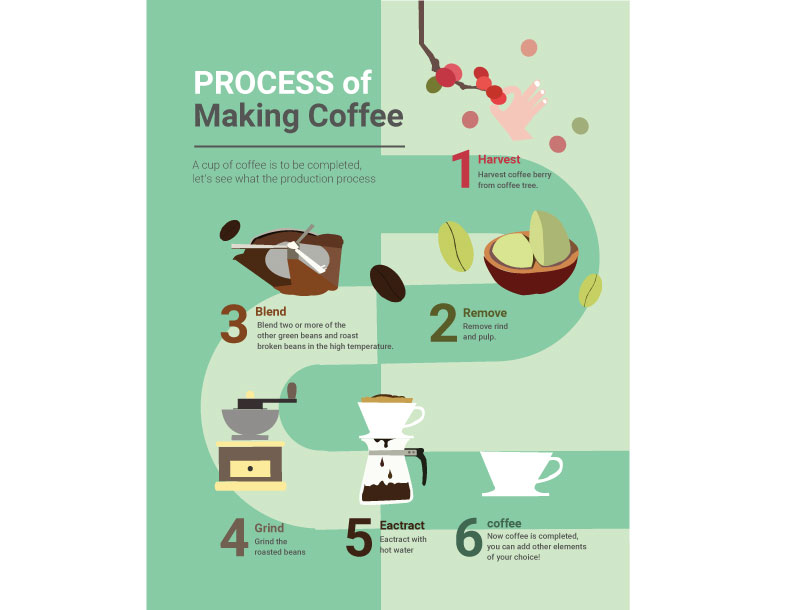 PROCESS of
Making Coffee
A cup of coffee is to be completed,
let's see what the production process
1 Harvest
Harvest coffee berry
from coffee tree.
2 Remove
Remove rind
and pulp.
3 Blend
Blend two or more of the
other green beans and roast
broken beans in the high temperature.
4 Grind
Grind the
roasted beans
5 Eactract
Eactract with
hot water
6 coffee
Now coffee is completed,
you can add other elements
of your choice!